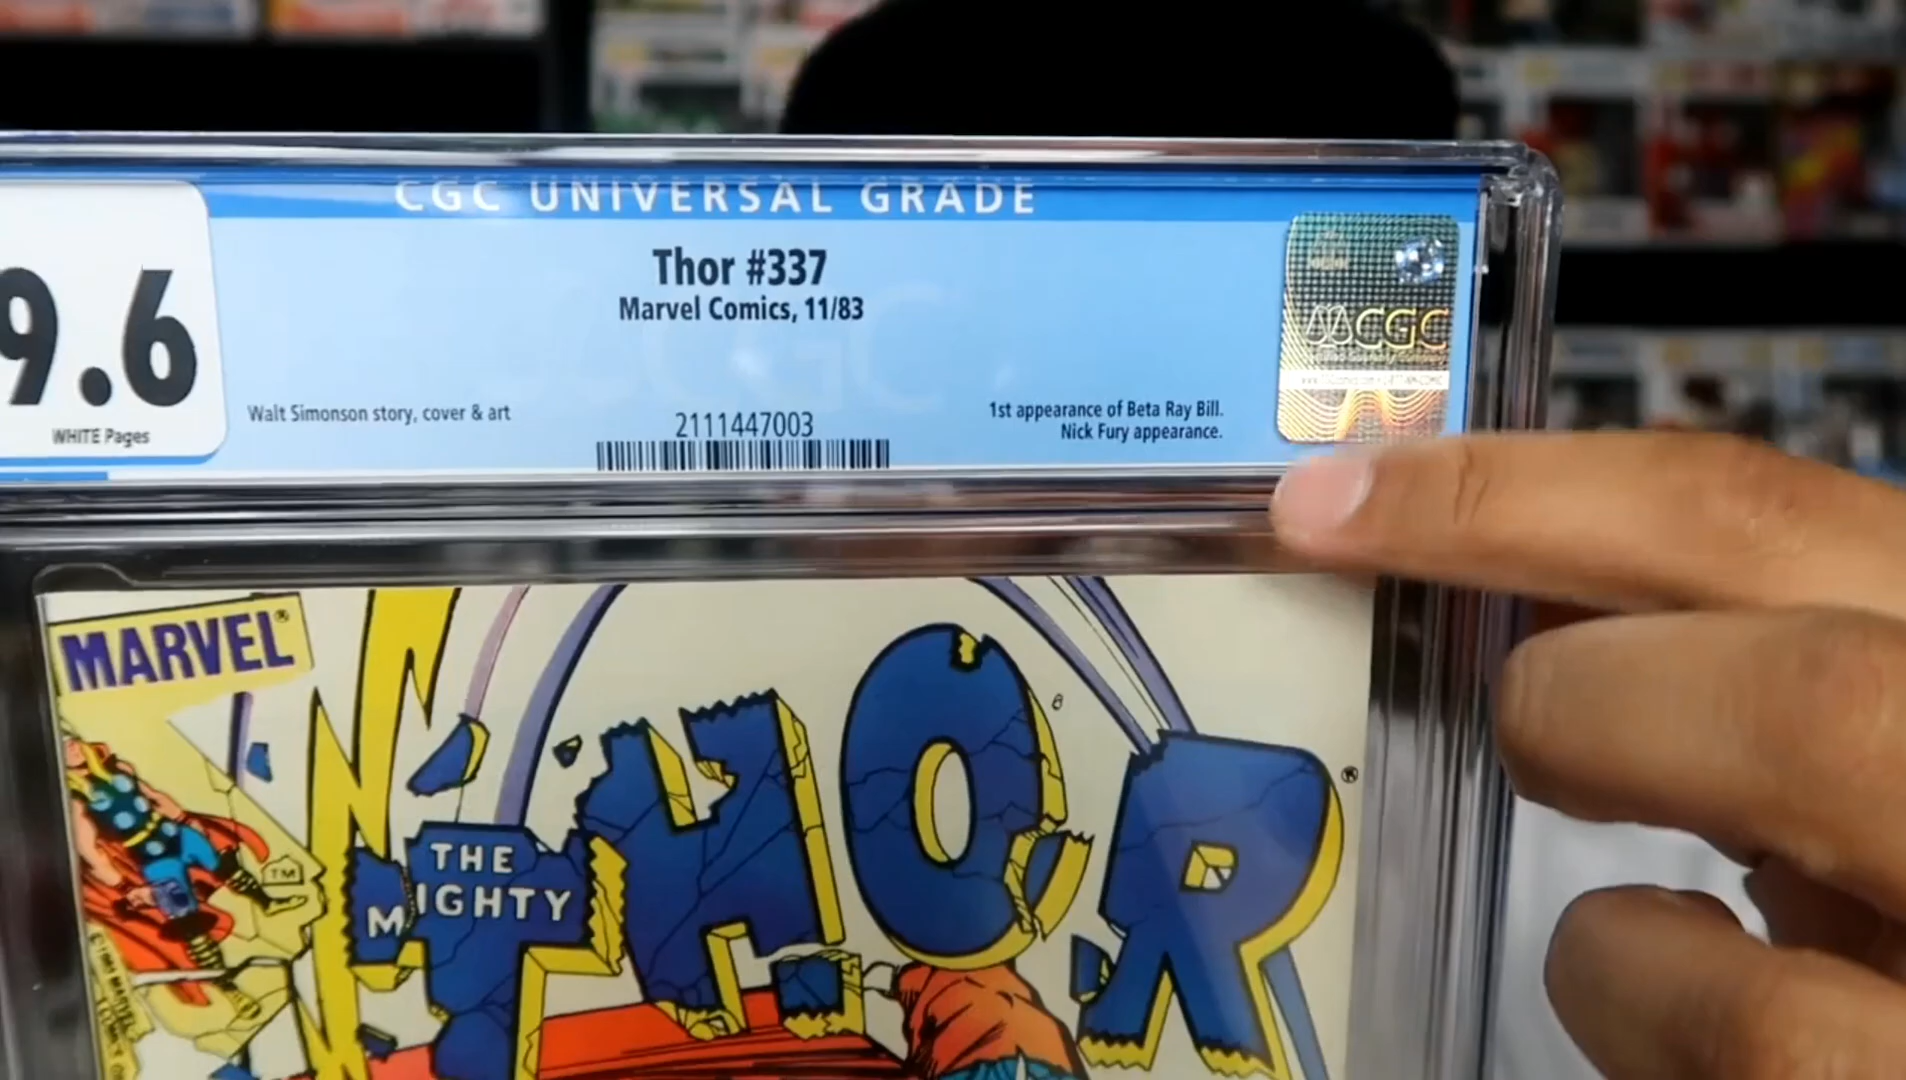 CGC UNIVERSAL GRADE
Thor #337
Marvel Comics, 11/83
9.6
WHITE Pages
Walt Simonson story, cover & art
2111447003
1st appearance of Beta Ray Bill.
Nick Fury appearance.
CGC
MARVEL®
THE
MIGHTY
THOR®
TM